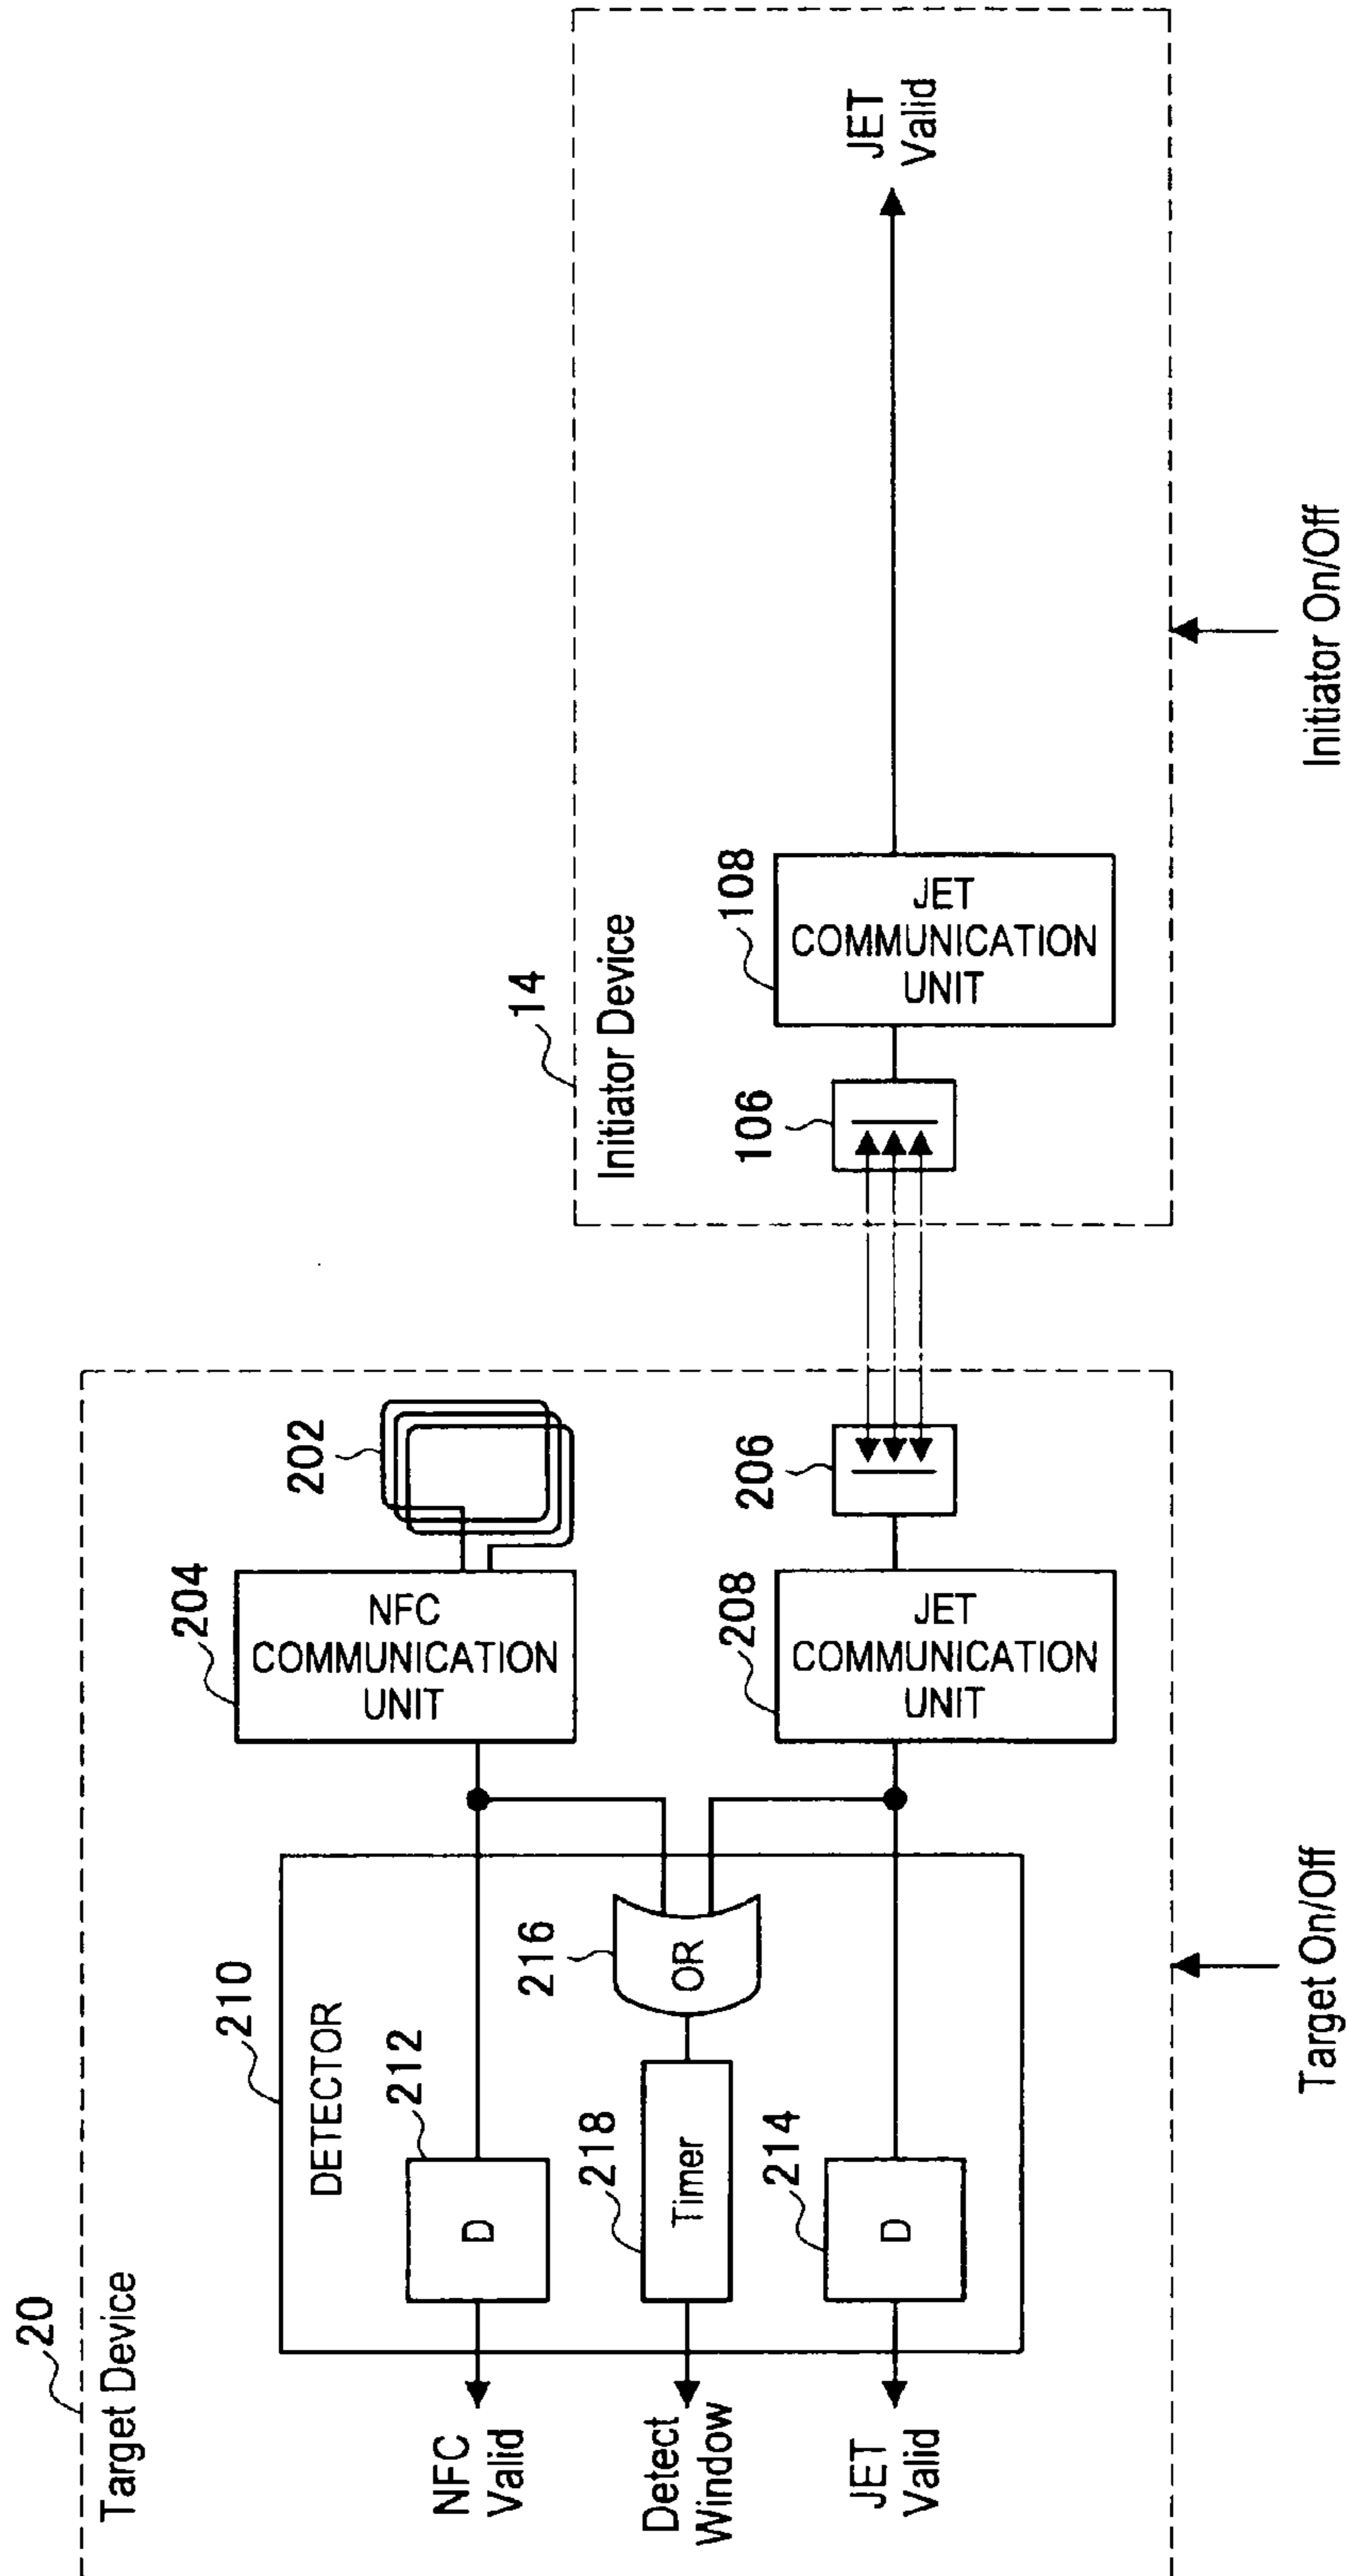 20
Target Device
210
DETECTOR
212
D
NFC
Valid
204
NFC
COMMUNICATION
UNIT
202
216
OR
218
Timer
Detect
Window
214
D
JET
Valid
208
JET
COMMUNICATION
UNIT
206
Target On/Off
14
Initiator Device
106
108
JET
COMMUNICATION
UNIT
JET
Valid
Initiator On/Off